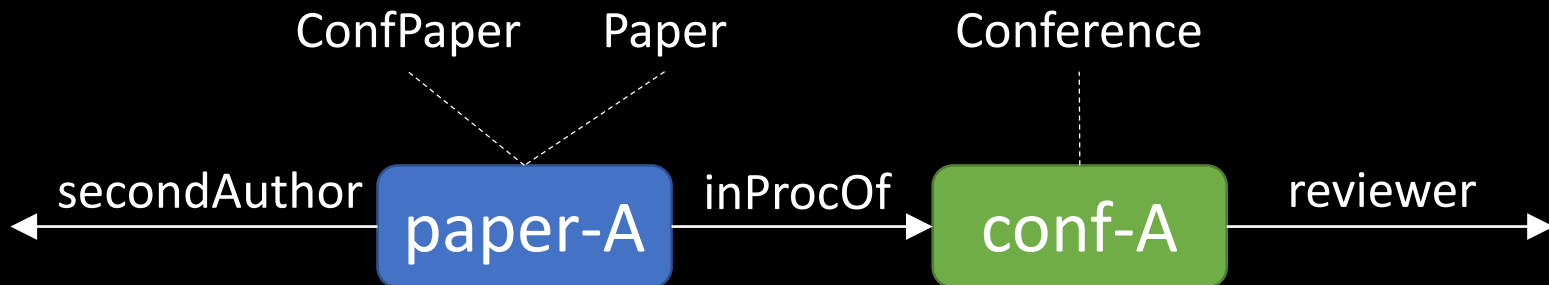 ConfPaper Paper Conference
secondAuthor paper-A inProcOf conf-A reviewer